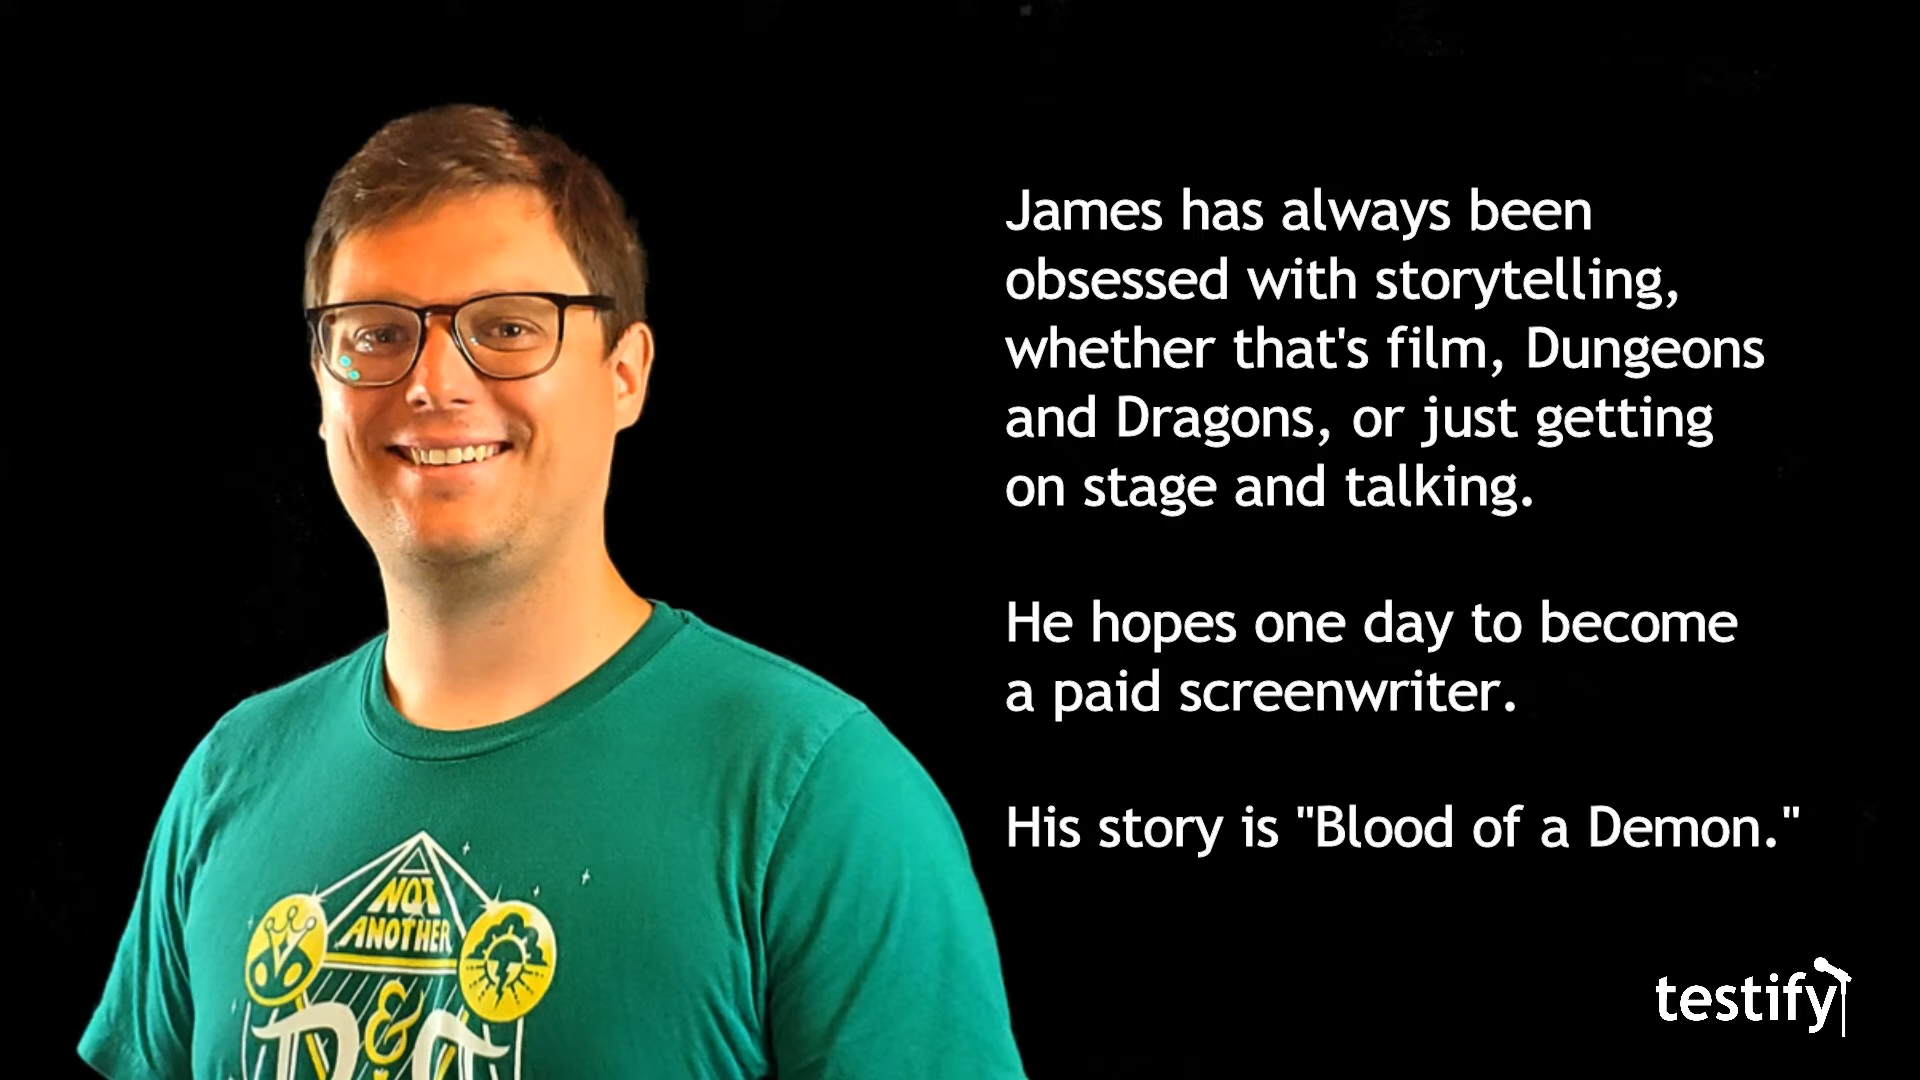 James has always been
obsessed with storytelling,
whether that's film, Dungeons
and Dragons, or just getting
on stage and talking.
He hopes one day to become
a paid screenwriter.
His story is "Blood of a Demon."
NOT
ANOTHER
&
testify